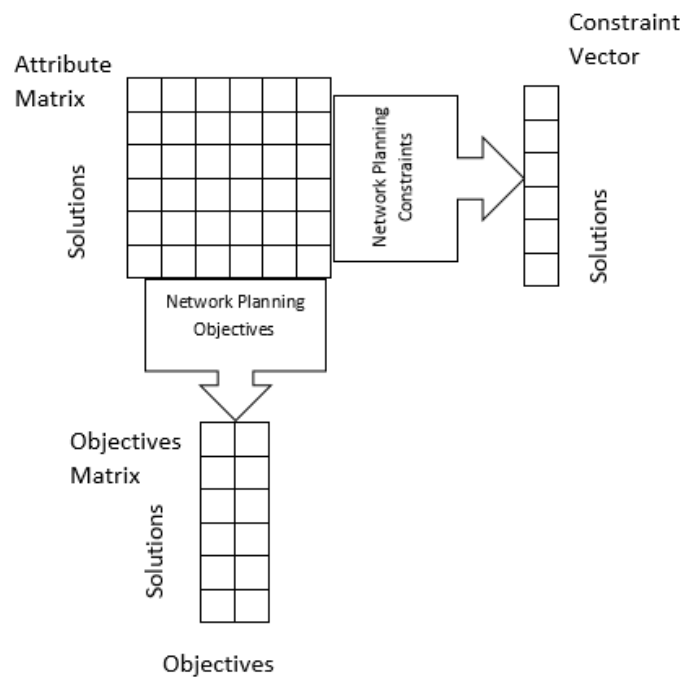 Constraint
Vector
Attribute
Matrix
Solutions
Network Planning
Constraints
Solutions
Network Planning
Objectives
Objectives
Matrix
Solutions
Objectives